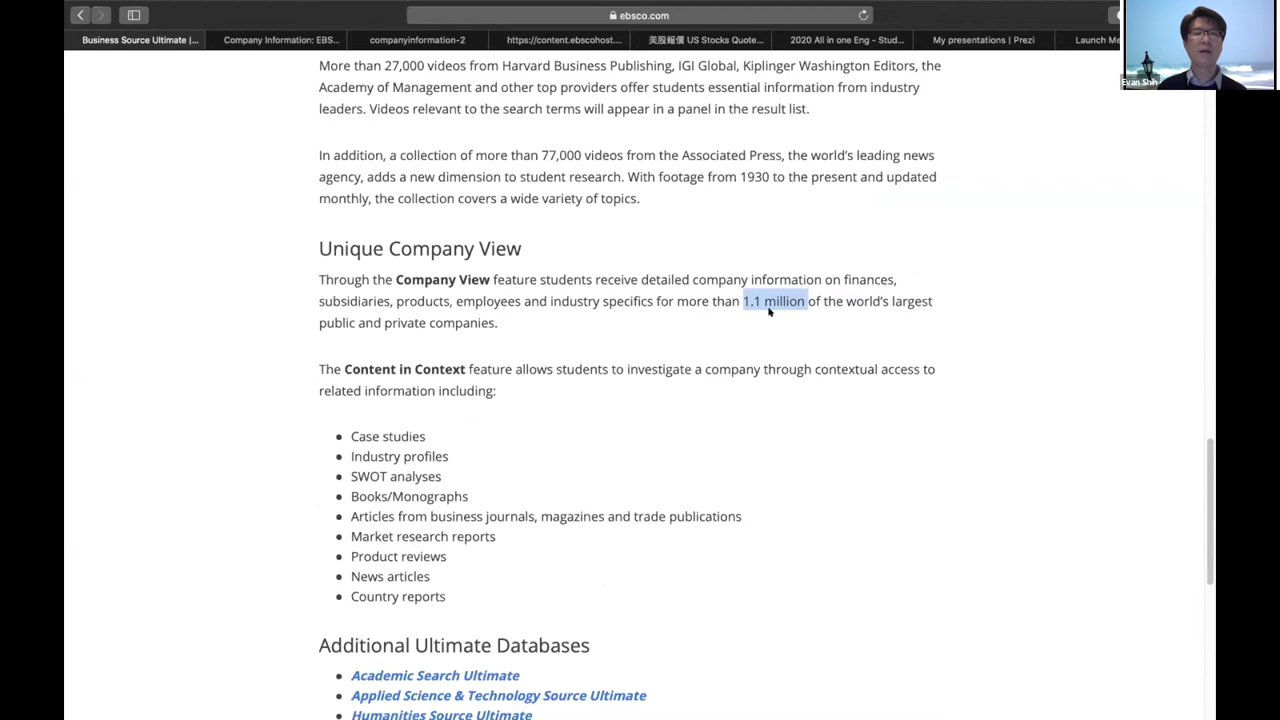 ebsco.com
Business Source Ultimate |...
Company Information: EBS...
companyinformation-2
https://content.ebscohost....
美股報價 US Stocks Quote...
2020 All in one Eng - Stud...
My presentations | Prezi
Launch Me
Evan Shih
More than 27,000 videos from Harvard Business Publishing, IGI Global, Kiplinger Washington Editors, the
Academy of Management and other top providers offer students essential information from industry
leaders. Videos relevant to the search terms will appear in a panel in the result list.
In addition, a collection of more than 77,000 videos from the Associated Press, the world's leading news
agency, adds a new dimension to student research. With footage from 1930 to the present and updated
monthly, the collection covers a wide variety of topics.
Unique Company View
Through the Company View feature students receive detailed company information on finances,
subsidiaries, products, employees and industry specifics for more than 1.1 million of the world's largest
public and private companies.
The Content in Context feature allows students to investigate a company through contextual access to
related information including:
• Case studies
• Industry profiles
• SWOT analyses
• Books/Monographs
• Articles from business journals, magazines and trade publications
• Market research reports
• Product reviews
• News articles
• Country reports
Additional Ultimate Databases
• Academic Search Ultimate
• Applied Science & Technology Source Ultimate
• Humanities Source Ultimate